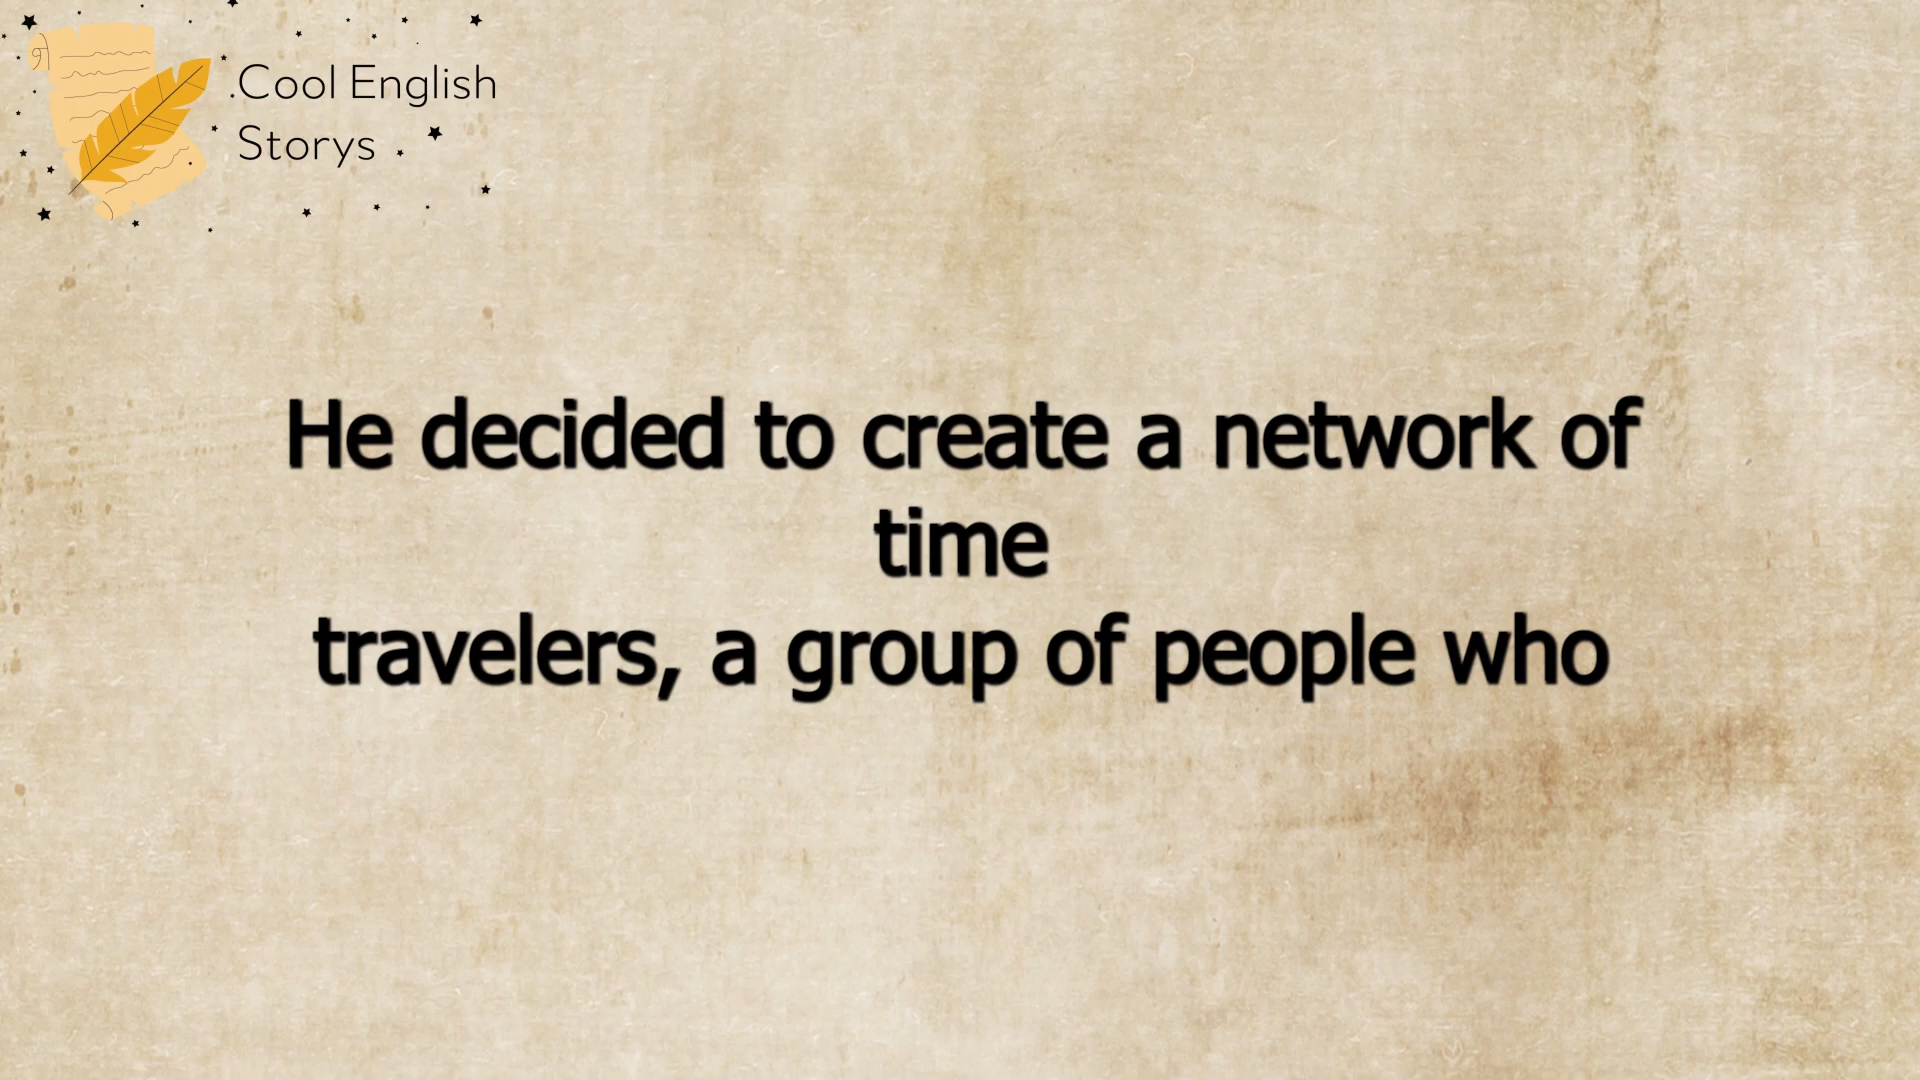 Cool English
Storys
He decided to create a network of
time
travelers, a group of people who